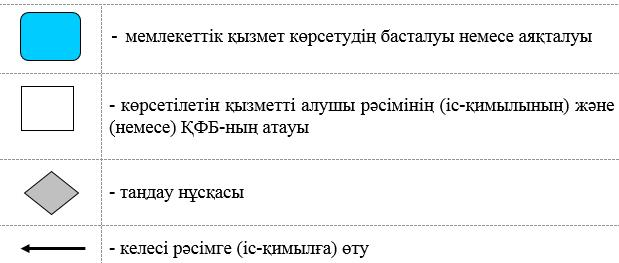 - мемлекеттік қызмет көрсетудің басталуы немесе аяқталуы
- көрсетілетін қызметті алушы рәсімінің (іс-қимылының) және
(немесе) ҚФБ-ның атауы
- таңдау нұсқасы
- келесі рәсімге (іс-қимылға) өту